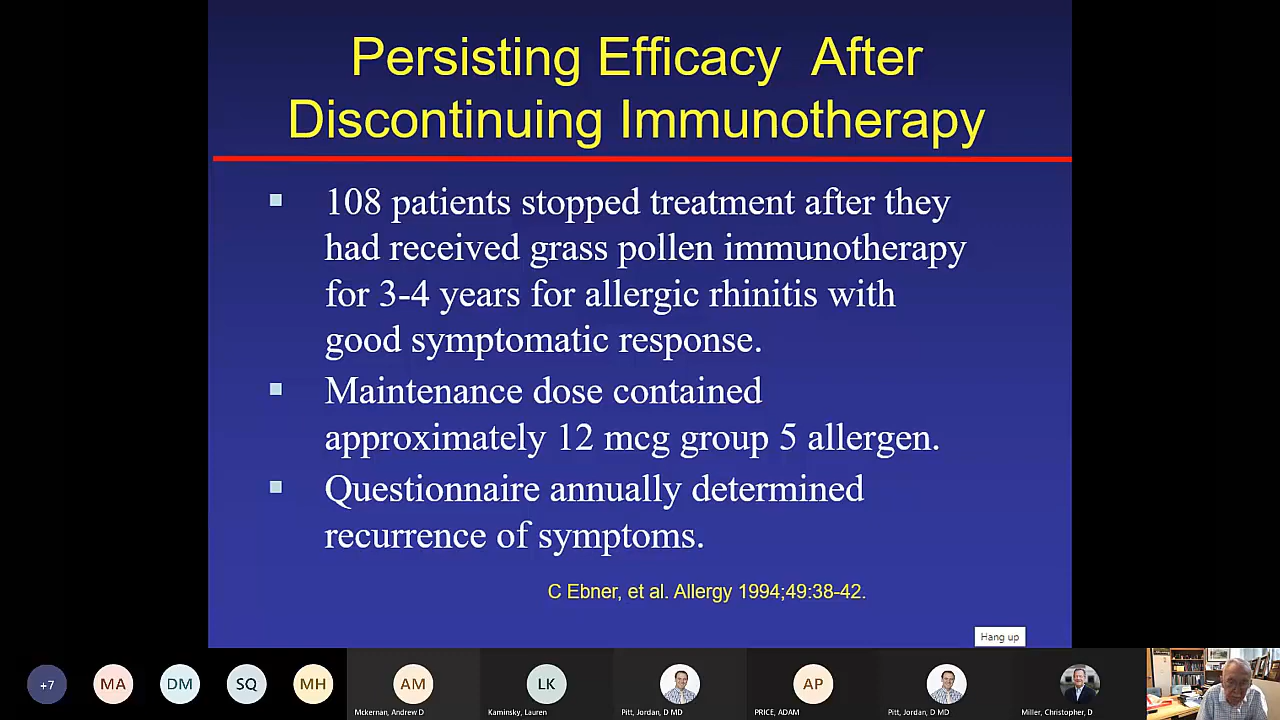 Persisting Efficacy After
Discontinuing Immunotherapy
108 patients stopped treatment after they
had received grass pollen immunotherapy
for 3-4 years for allergic rhinitis with
good symptomatic response.
Maintenance dose contained
approximately 12 mcg group 5 allergen.
Questionnaire annually determined
recurrence of symptoms.
C Ebner, et al. Allergy 1994;49:38-42.
Hang up
+7
MA
DM
SQ
MH
AM
LK
AP
Mckernan, Andrew D
Kaminsky, Lauren
Pitt, Jordan, D MD
PRICE, ADAM
Pitt, Jordan, D MD
Miller, Christopher, D